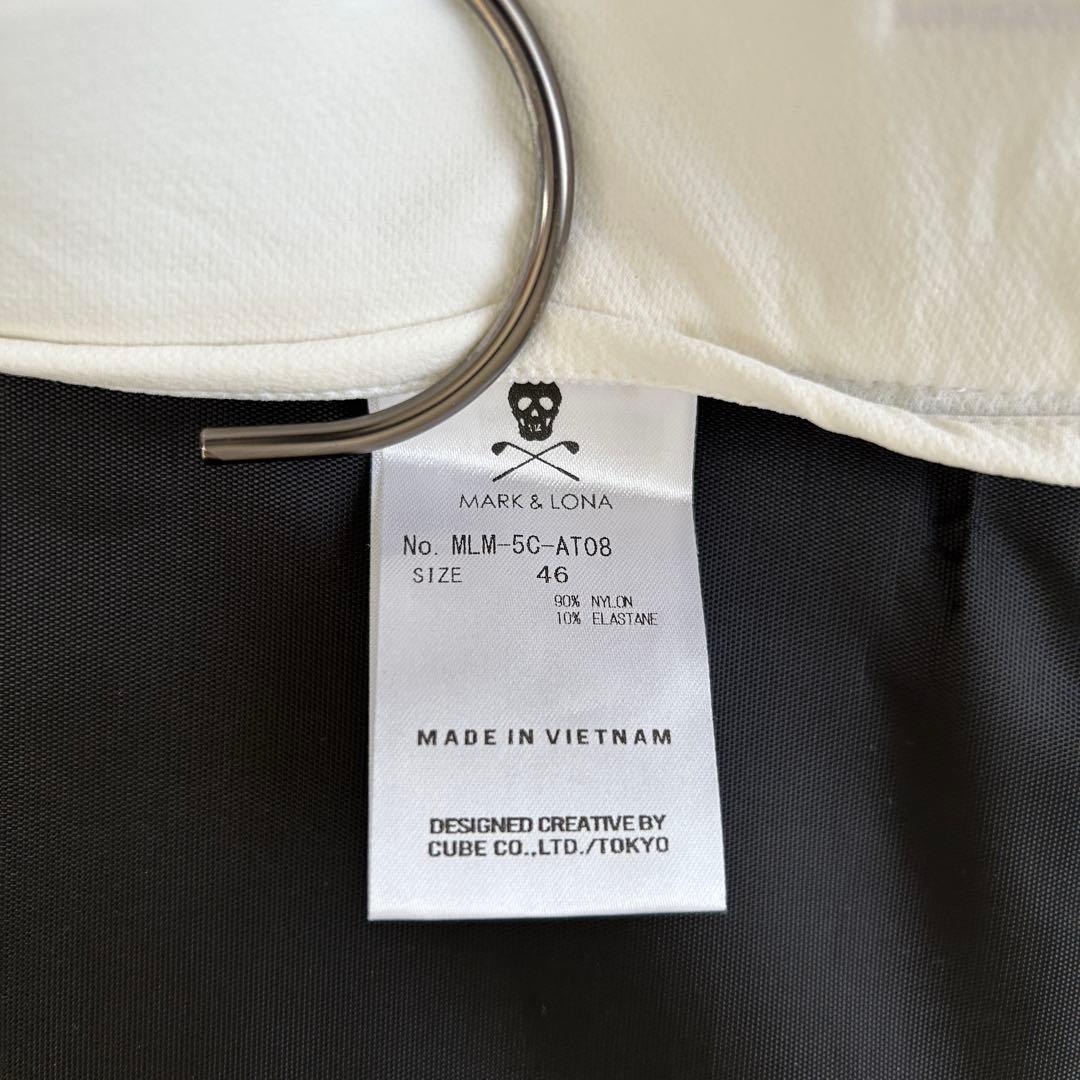 MARK & LONA
No. MLM-5C-AT08
SIZE 46
90% NYLON
10% ELASTANE
MADE IN VIETNAM
DESIGNED CREATIVE BY
CUBE CO.,LTD./TOKYO